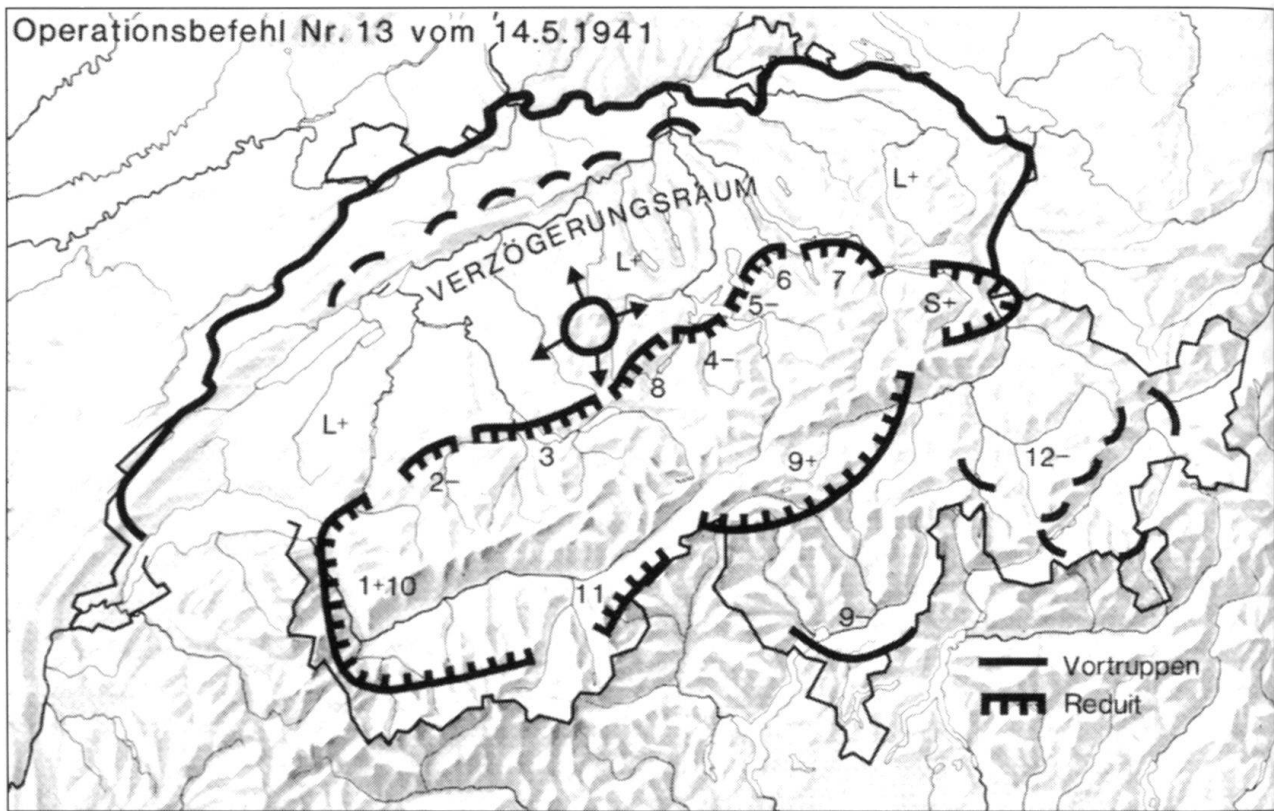 Operationsbefehl Nr. 13 vom 14.5.1941
L+
VERZÖGERUNGSRAUM
L+
6
7
5-
S+
8
4-
L+
2-
3
9+
12-
1+10
11
9-
Vortruppen
Reduit